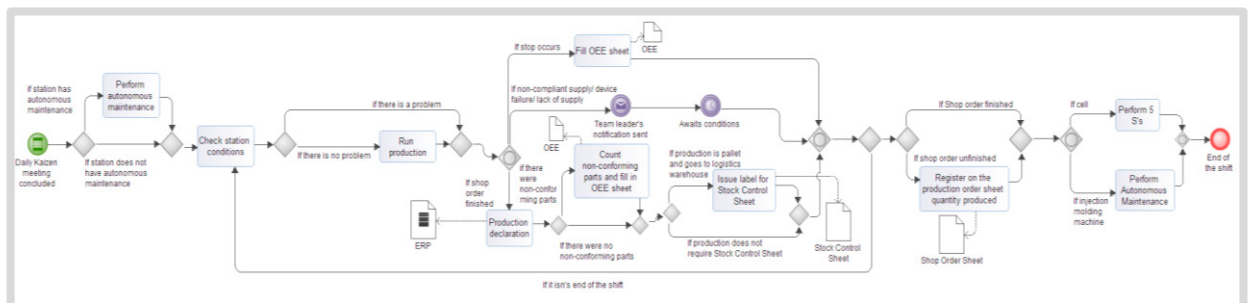 if station has
autonomous
maintenance
Perform
autonomous
maintenance
Daily Kaizen
meeting
concluded
If station does not
have autonomous
maintenance
Check station
conditions
if there is a problem
If there is no problem
Run
production
If stop occurs
Fill OEE sheet
OEE
If non-compliant supply/ device
failure/ lack of supply
Team leader's
notification sent
Awaits conditions
OEE
If there
were
non-confor
ming parts
Count
non-conforming
parts and fill in
OEE sheet
If shop
order
finished
ERP
Production
declaration
If there were no
non-conforming parts
If production is pallet
and goes to logistics
warehouse
Issue label for
Stock Control
Sheet
If production does not
require Stock Control Sheet
Stock Control
Sheet
If Shop order finished
If shop order unfinished
Register on the
production order sheet
quantity produced
Shop Order Sheet
If cell
Perform 5
S's
If injection
molding
machine
Perform
Autonomous
Maintenance
End of
the shift
If it isn's end of the shift